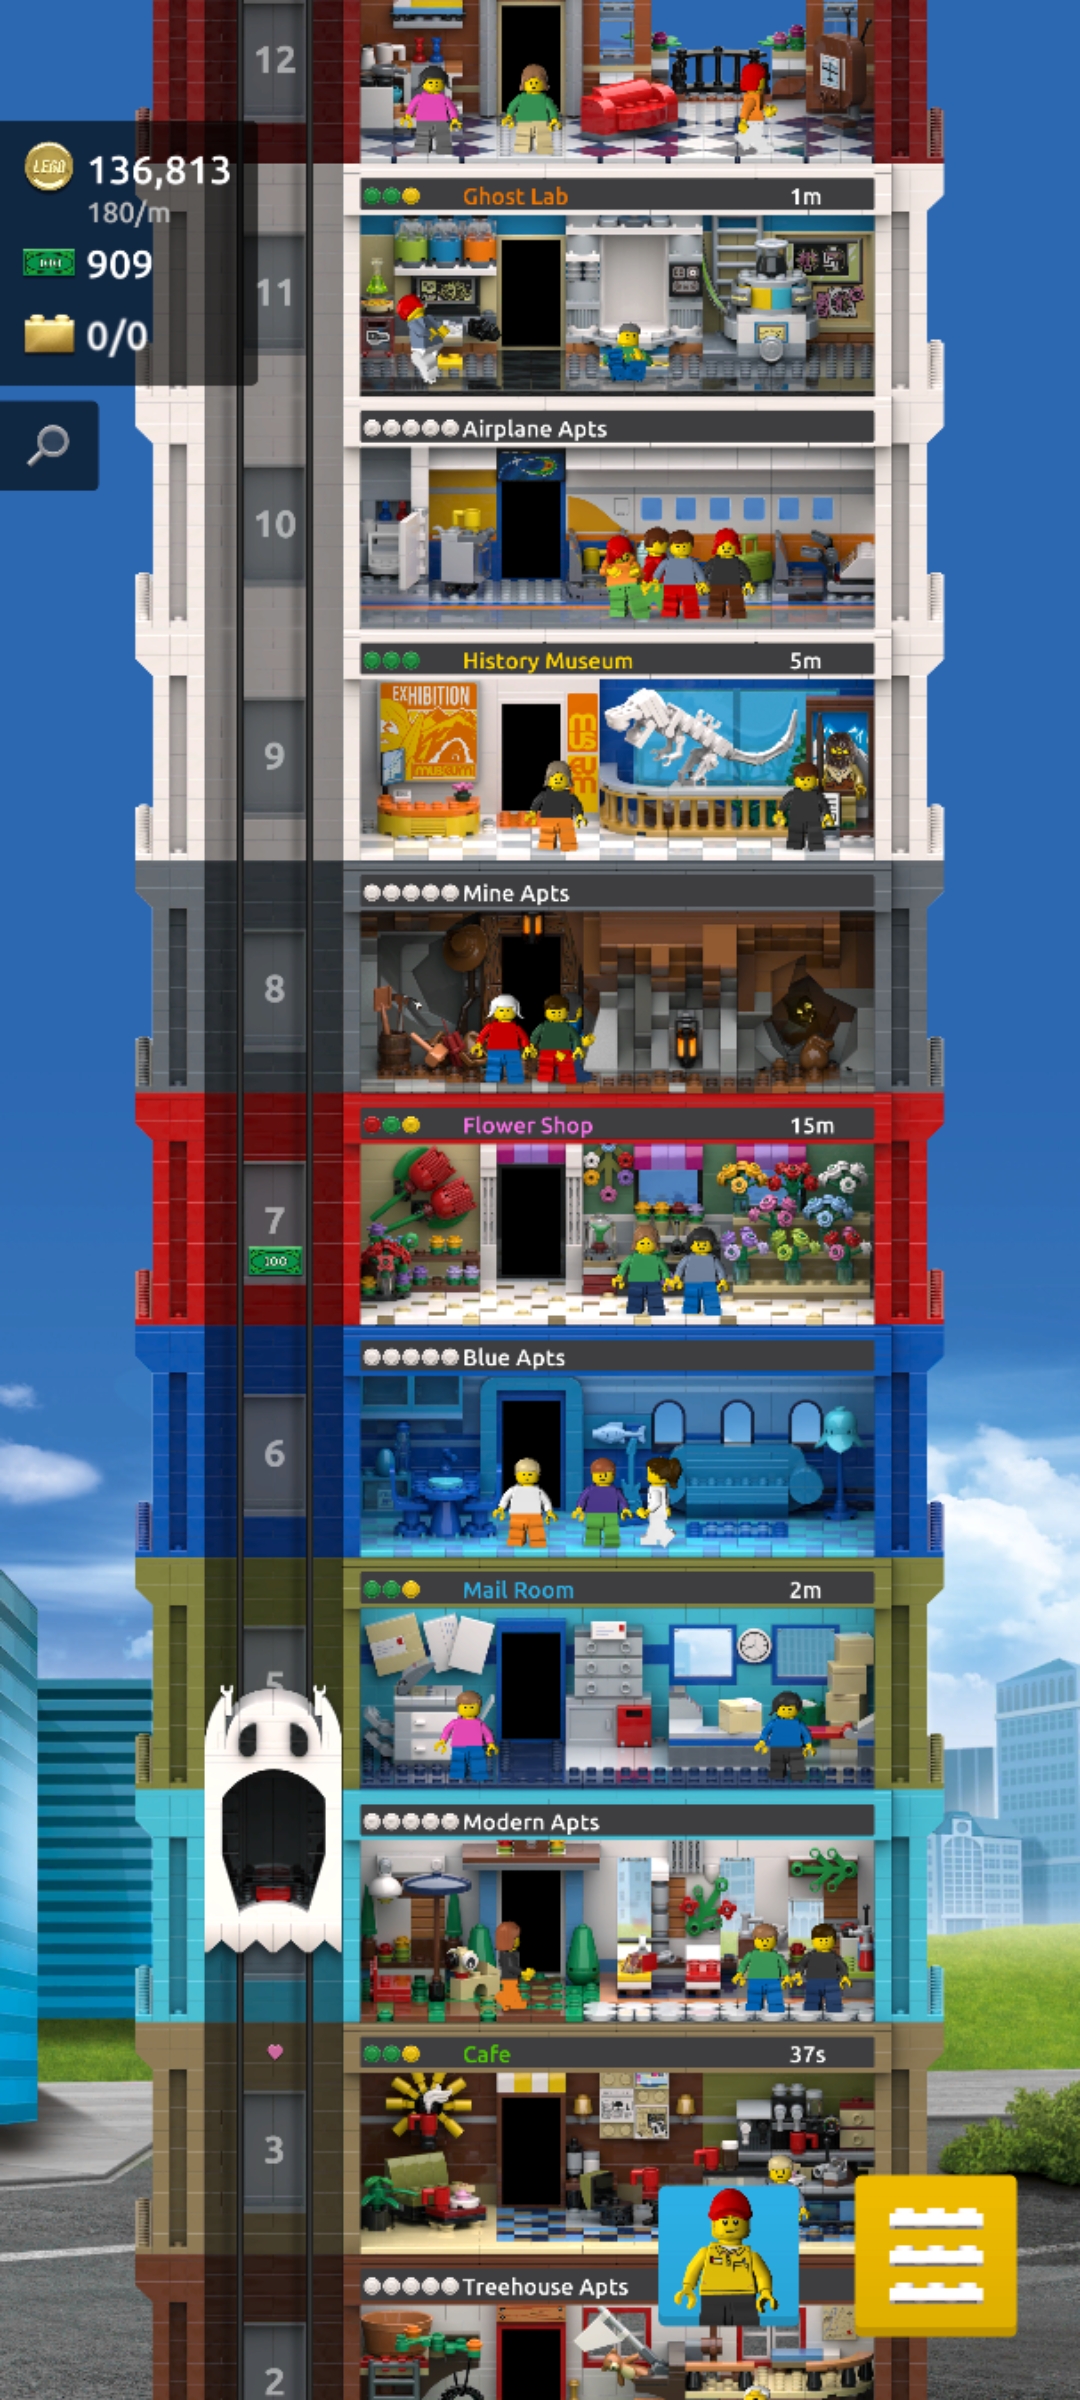 12
LEGO
136,813
180/m
909
0/0
Ghost Lab 1m
11
Airplane Apts
10
History Museum 5m
EXHIBITION
museum
9
Mine Apts
8
Flower Shop 15m
7
100
Blue Apts
6
Mail Room 2m
5
Modern Apts
Cafe 37s
3
Treehouse Apts
2